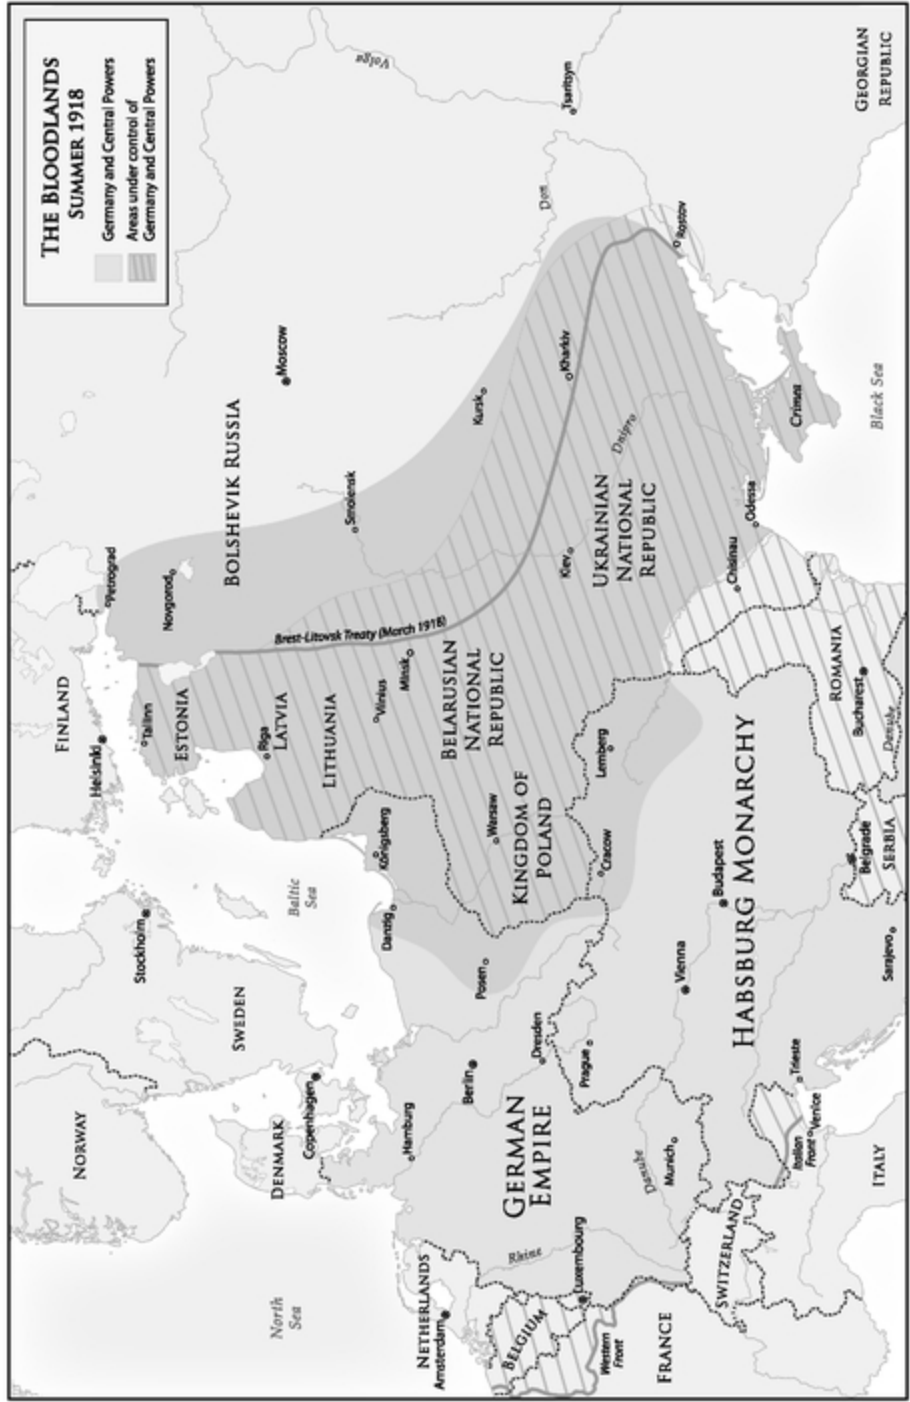 THE BLOODLANDS
SUMMER 1918
Germany and Central Powers
Areas under control of
Germany and Central Powers
NORWAY
SWEDEN
Stockholm
FINLAND
Helsinki
Petrograd
Novgorod
Tallinn
ESTONIA
BOLSHEVIK RUSSIA
Moscow
Volga
North
Sea
DENMARK
Copenhagen
Baltic
Sea
Riga
LATVIA
LITHUANIA
Brest-Litovsk Treaty (March 1918)
Smolensk
Vilnius
Minsk
Königsberg
Danzig
Hamburg
NETHERLANDS
Amsterdam
Berlin
Posen
Warsaw
BELARUSIAN
NATIONAL
REPUBLIC
KINGDOM OF
POLAND
Kursk
Don
Tsaritsyn
BELGIUM
Rhine
GERMAN
EMPIRE
Dresden
Luxembourg
Prague
Cracow
Lemberg
Kiev
Kharkiv
UKRAINIAN
NATIONAL
REPUBLIC
Dnipro
Rostov
Western
Front
FRANCE
Danube
Munich
Vienna
Budapest
HABSBURG MONARCHY
SWITZERLAND
Chisinau
Odessa
Crimea
Italian
Front
Venice
Trieste
ITALY
Sarajevo
Belgrade
SERBIA
ROMANIA
Bucharest
Danube
Black Sea
GEORGIAN
REPUBLIC